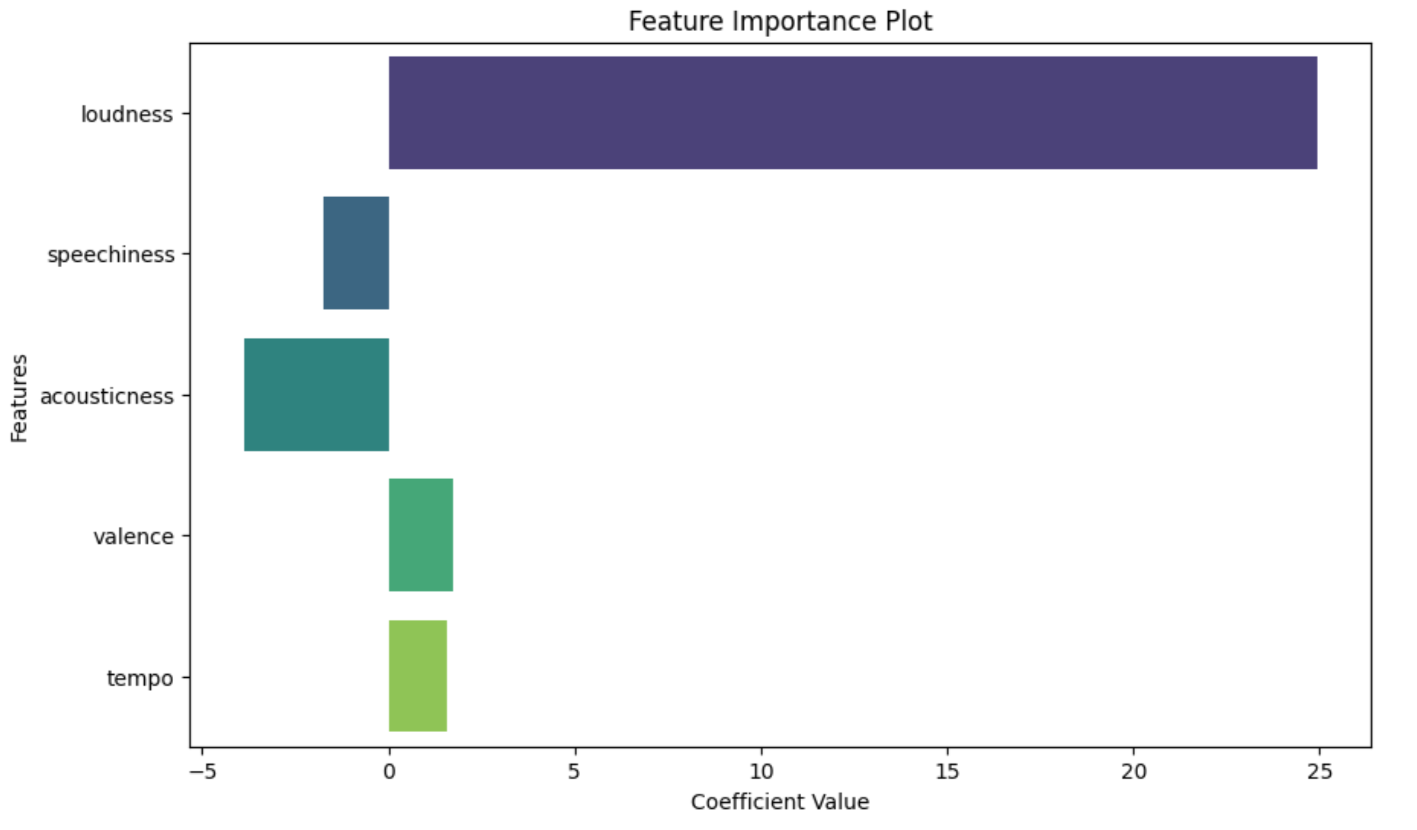 Feature Importance Plot
loudness
speechiness
acousticness
valence
tempo
Features
−5 0 5 10 15 20 25
Coefficient Value